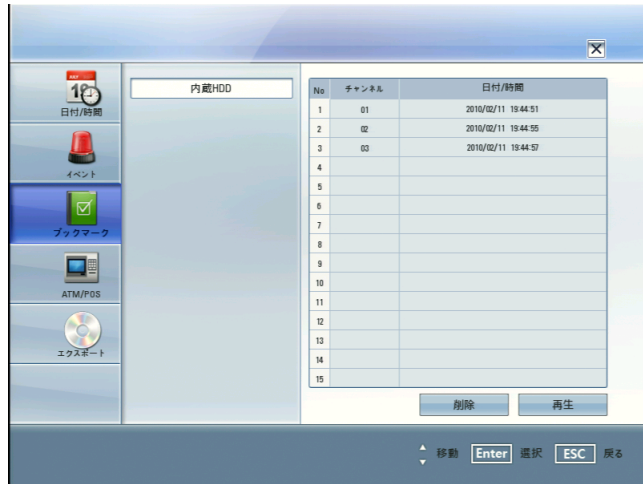 MAY
18
日付/時間
イベント
ブックマーク
ATM/POS
エクスポート
内蔵HDD
No チャンネル 日付/時間
1 01 2010/02/11 19:44:51
2 02 2010/02/11 19:44:55
3 03 2010/02/11 19:44:57
4
5
6
7
8
9
10
11
12
13
14
15
削除 再生
移動 Enter 選択 ESC 戻る